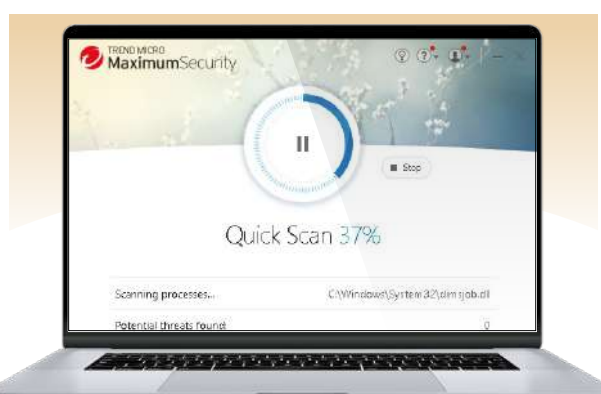 TREND MICRO
MaximumSecurity
Stop
Quick Scan 37%
Scanning processes... C:\Windows\System32\dimsjob.dll
Potential threats found: 0